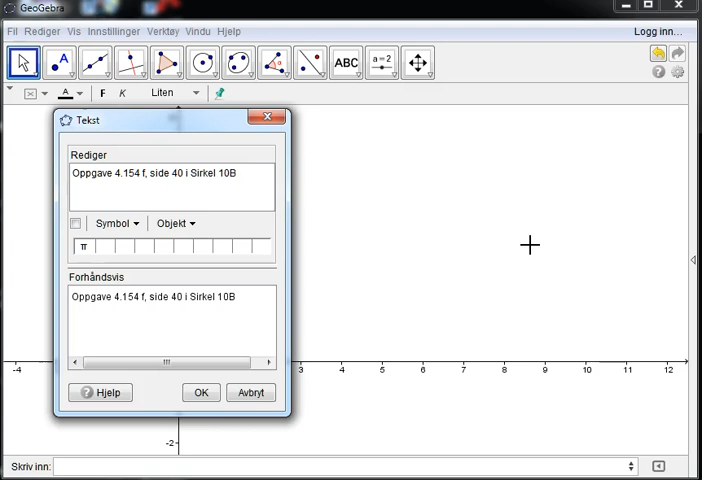 GeoGebra
Fil Rediger Vis Innstillinger Verktøy Vindu Hjelp Logg inn...
A ABC a=2
A F K Liten
Tekst
Rediger
Oppgave 4.154 f, side 40 i Sirkel 10B
Symbol Objekt
π
Forhåndsvis
Oppgave 4.154 f, side 40 i Sirkel 10B
Hjelp OK Avbryt
-4 3 4 5 6 7 8 9 10 11 12
-2
Skriv inn: